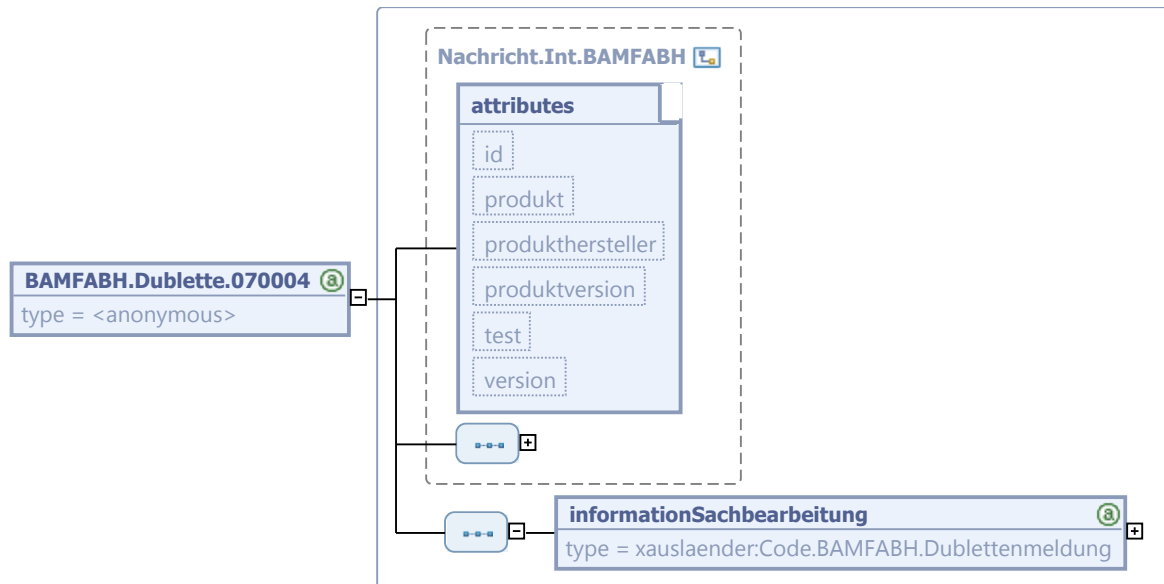 Nachricht.Int.BAMFABH
attributes
id
produkt
produkthersteller
produktversion
test
version
BAMFABH.Dublette.070004
type = <anonymous>
informationSachbearbeitung
type = xauslaender:Code.BAMFABH.Dublettenmeldung